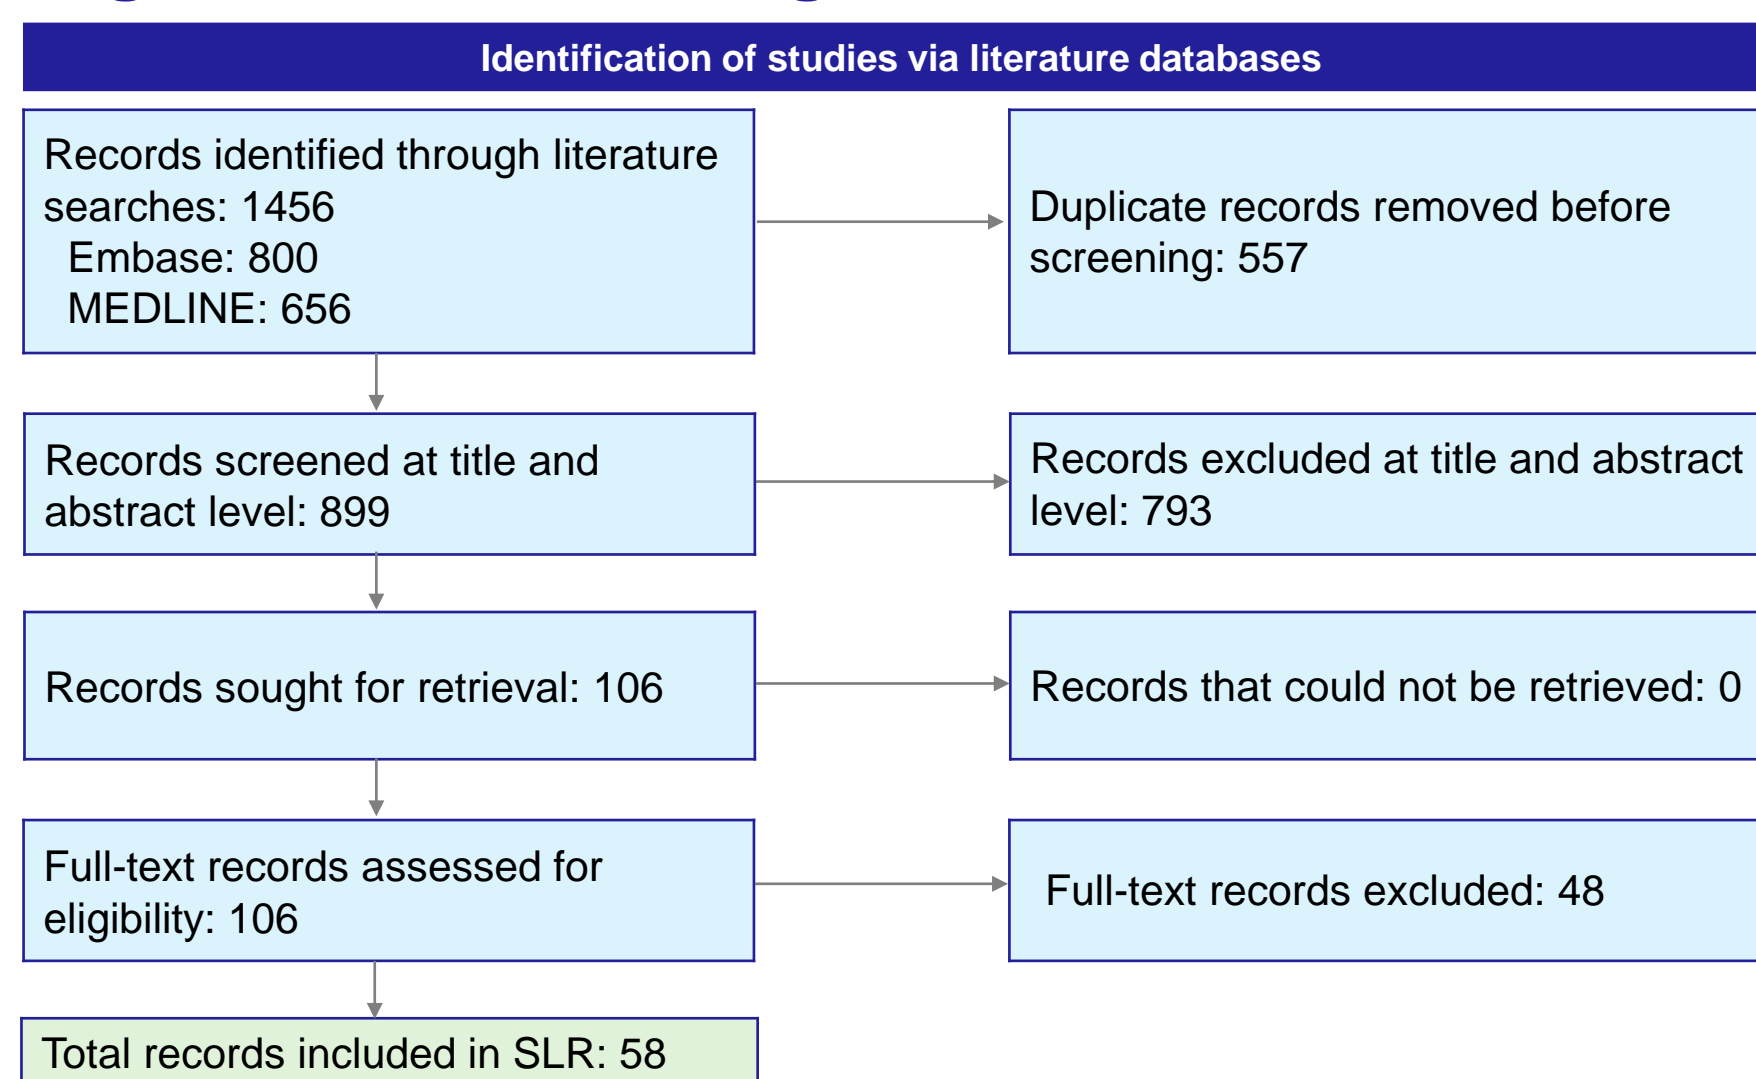 Identification of studies via literature databases
Records identified through literature
searches: 1456
Embase: 800
MEDLINE: 656
Duplicate records removed before
screening: 557
Records screened at title and
abstract level: 899
Records excluded at title and abstract
level: 793
Records sought for retrieval: 106
Records that could not be retrieved: 0
Full-text records assessed for
eligibility: 106
Full-text records excluded: 48
Total records included in SLR: 58